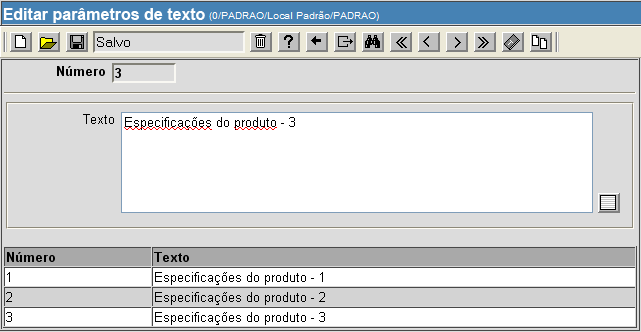 Editar parâmetros de texto (0/PADRAO/Local Padrão/PADRAO)
Salvo
Número 3
Texto Especificações do produto - 3
Número Texto
1 Especificações do produto - 1
2 Especificações do produto - 2
3 Especificações do produto - 3